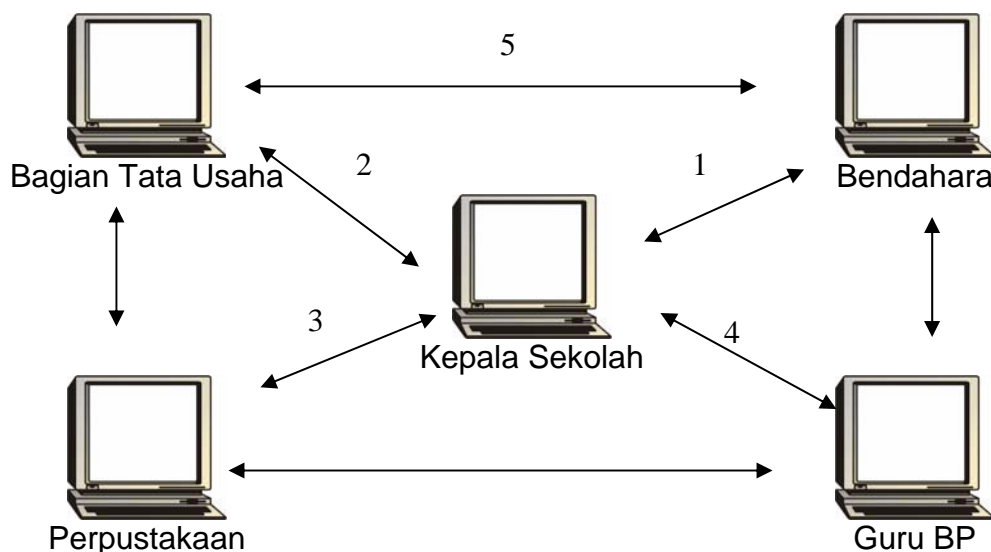 5
Bagian Tata Usaha
2
1
Bendahara
3
Kepala Sekolah
4
Perpustakaan
Guru BP